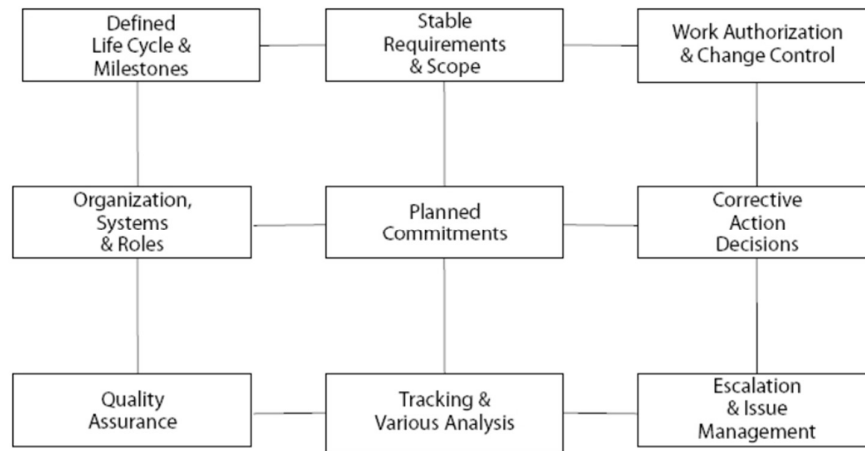 Defined
Life Cycle &
Milestones
Stable
Requirements
& Scope
Work Authorization
& Change Control
Organization,
Systems
& Roles
Planned
Commitments
Corrective
Action
Decisions
Quality
Assurance
Tracking &
Various Analysis
Escalation
& Issue
Management